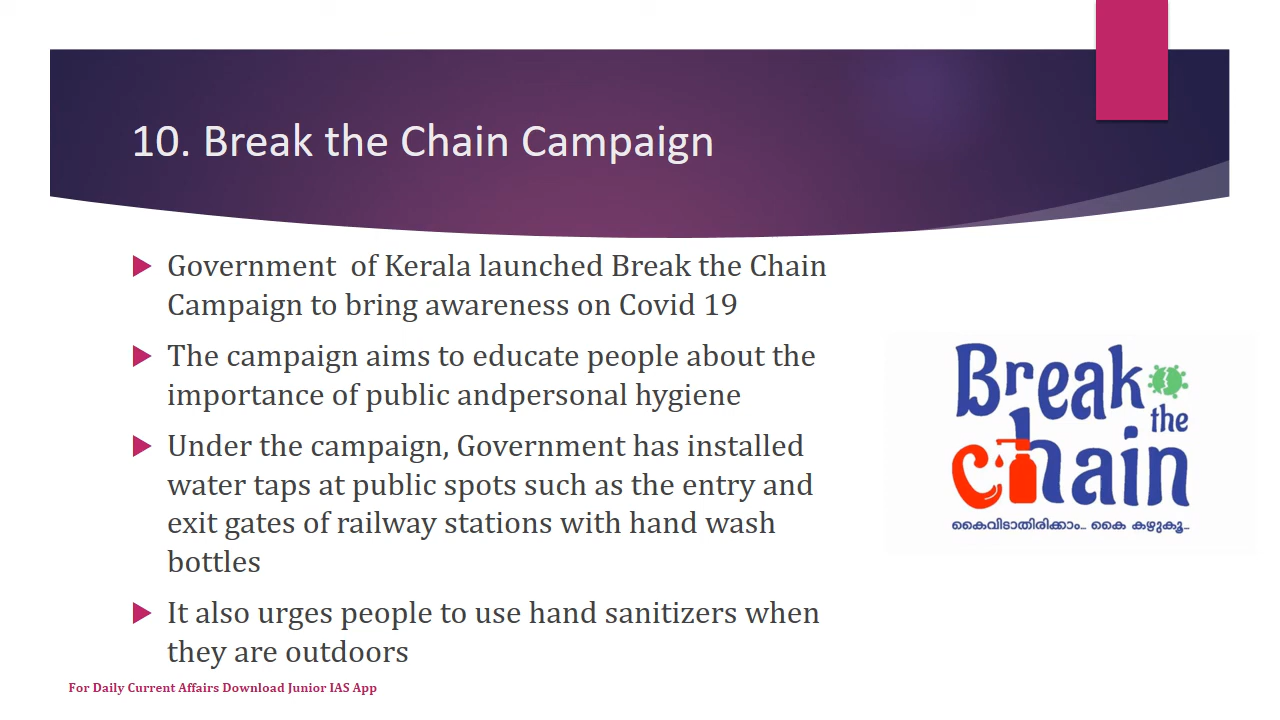 10. Break the Chain Campaign
Government  of Kerala launched Break the Chain
Campaign to bring awareness on Covid 19
The campaign aims to educate people about the
importance of public andpersonal hygiene
Under the campaign, Government has installed
water taps at public spots such as the entry and
exit gates of railway stations with hand wash
bottles
It also urges people to use hand sanitizers when
they are outdoors
Break
the
chain
കൈവിടാതിരിക്കാം... കൈ കഴുകൂ...
For Daily Current Affairs Download Junior IAS App